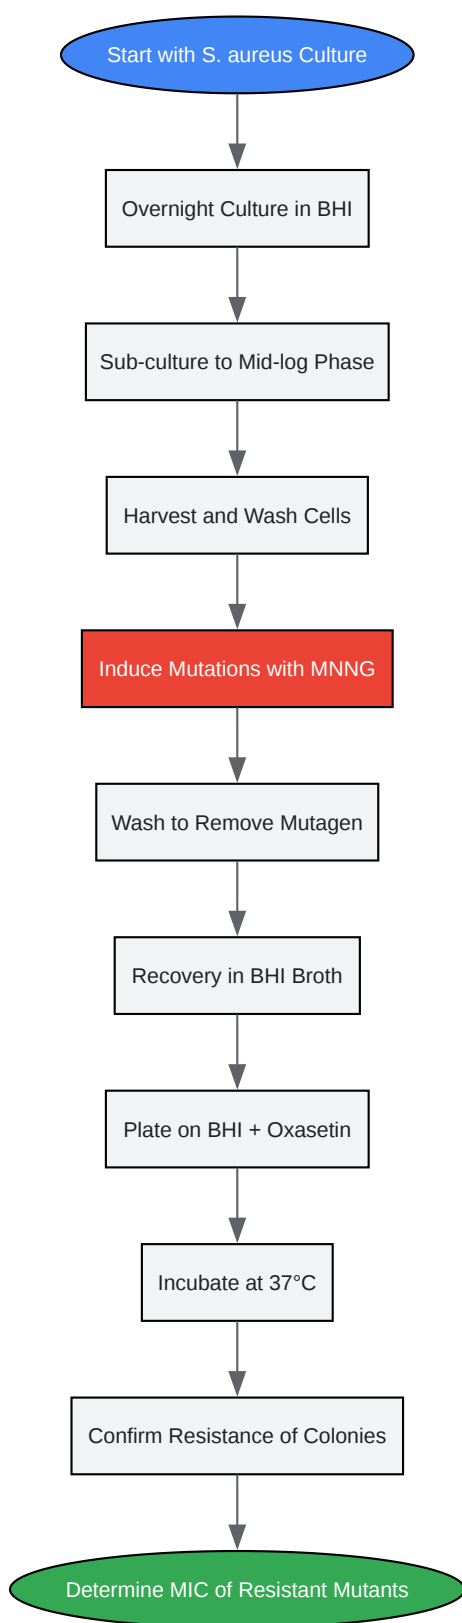 Start with S. aureus Culture
Overnight Culture in BHI
Sub-culture to Mid-log Phase
Harvest and Wash Cells
Induce Mutations with MNNG
Wash to Remove Mutagen
Recovery in BHI Broth
Plate on BHI + Oxasetin
Incubate at 37°C
Confirm Resistance of Colonies
Determine MIC of Resistant Mutants